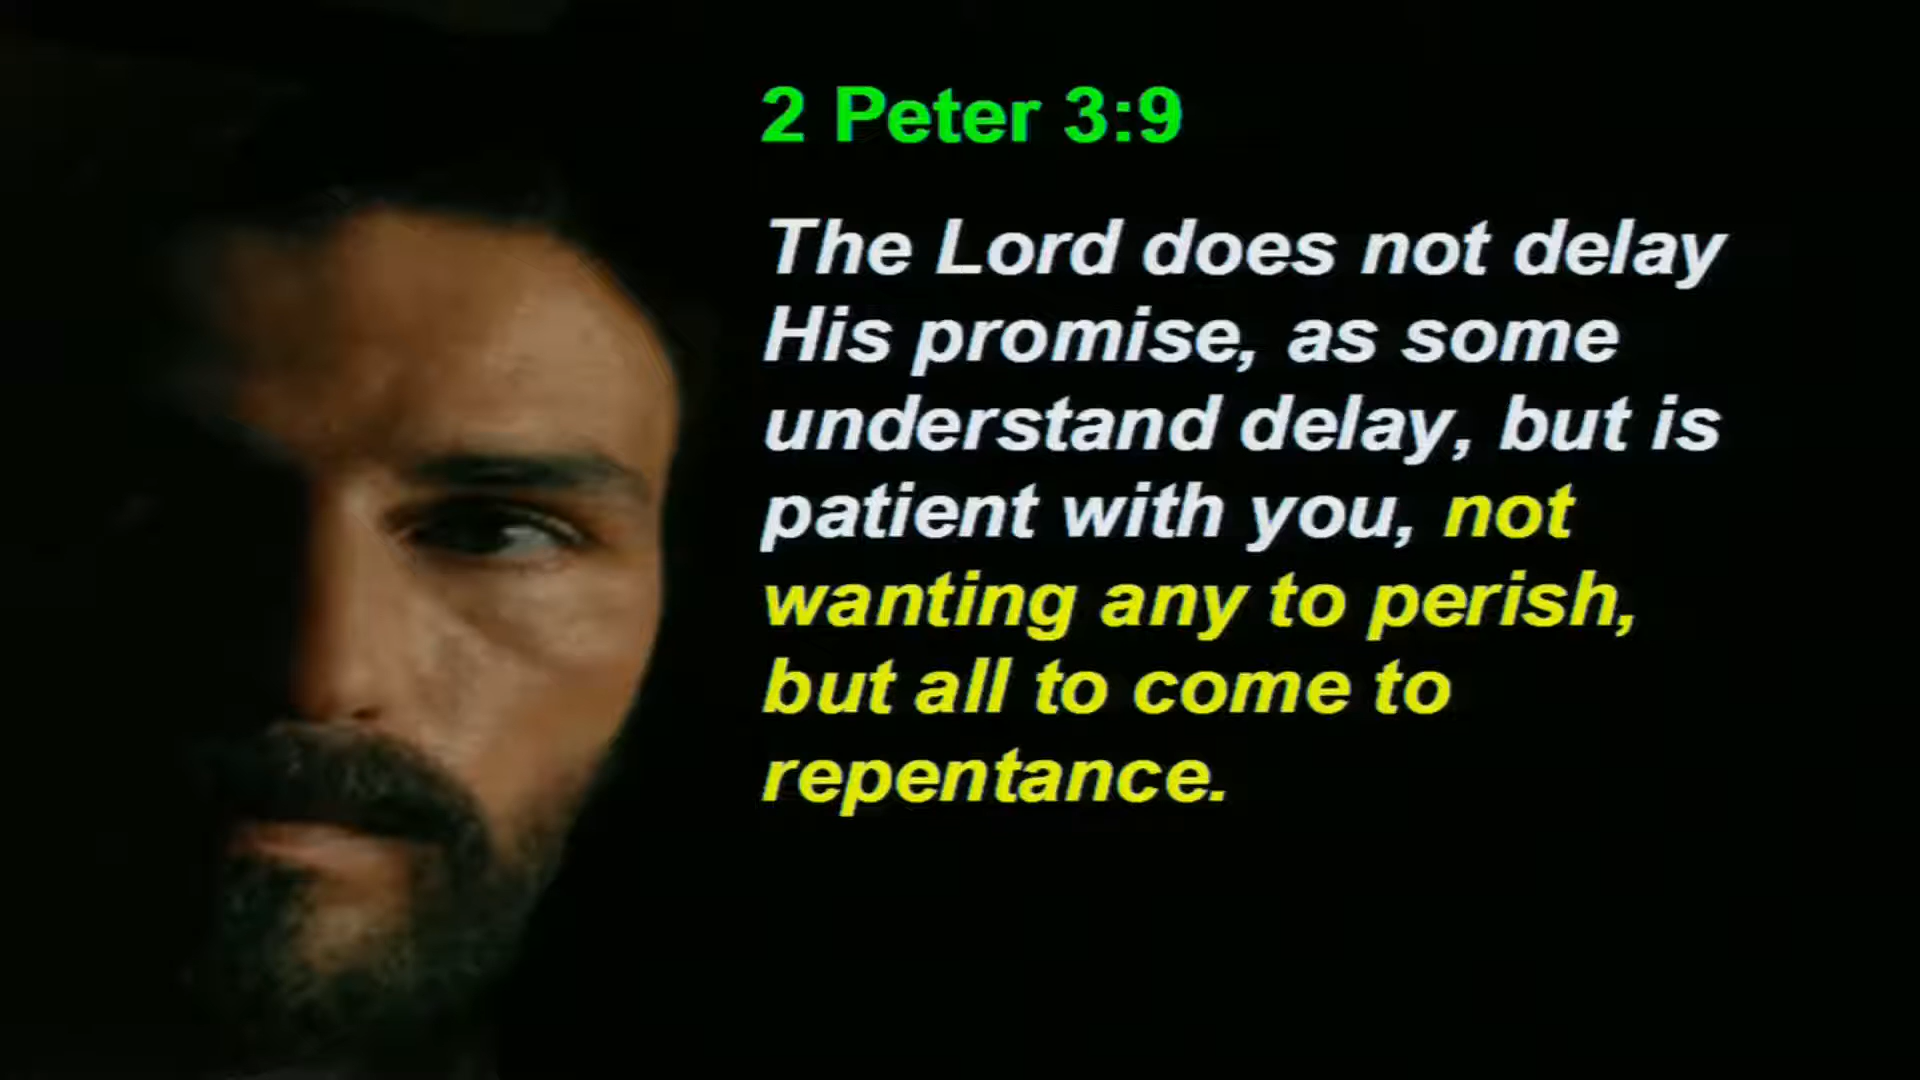 2 Peter 3:9
The Lord does not delay
His promise, as some
understand delay, but is
patient with you, not
wanting any to perish,
but all to come to
repentance.